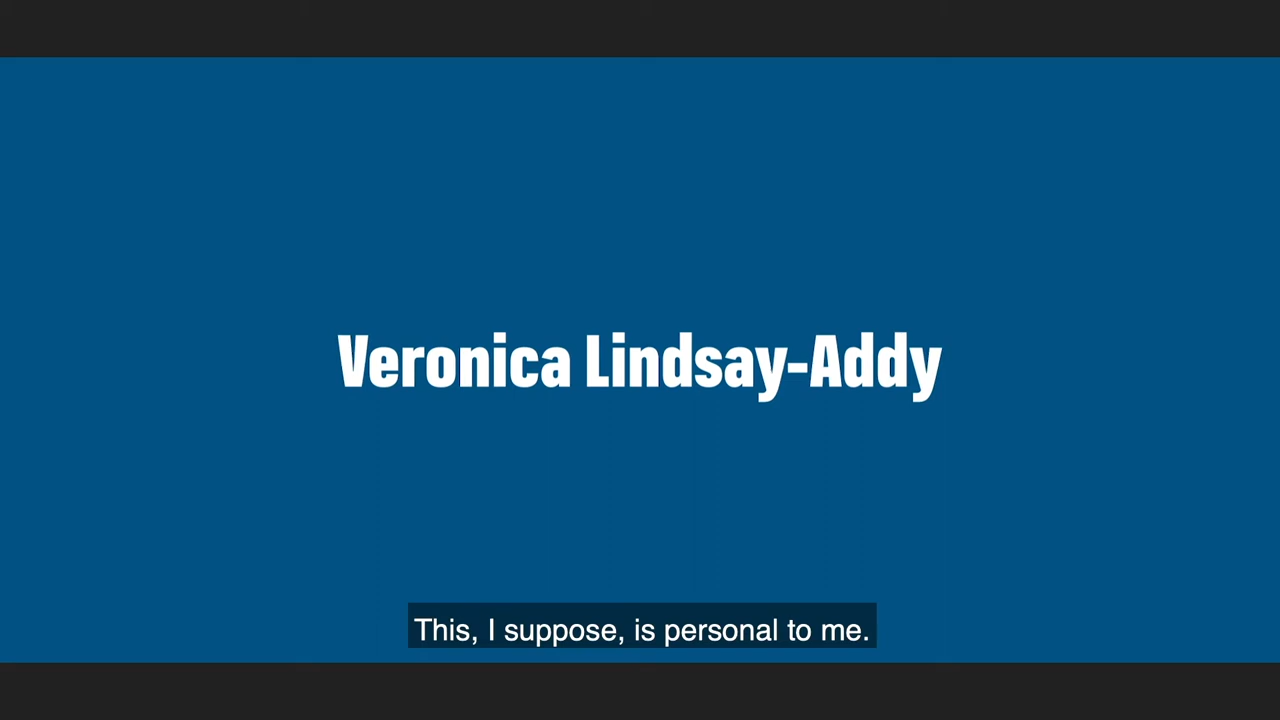 Veronica Lindsay-Addy
This, I suppose, is personal to me.